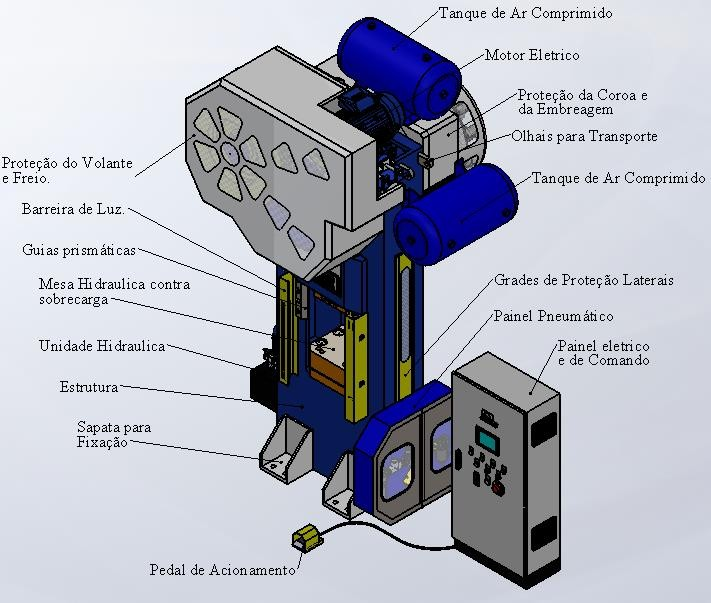 Tanque de Ar Comprimido
Motor Eletrico
Proteção da Coroa e
da Embreagem
Olhais para Transporte
Tanque de Ar Comprimido
Proteção do Volante
e Freio.
Barreira de Luz.
Guias prismáticas
Mesa Hidraulica contra
sobrecarga
Unidade Hidraulica
Estrutura
Sapata para
Fixação
Grades de Proteção Laterais
Painel Pneumático
Painel eletrico
e de Comando
Pedal de Acionamento